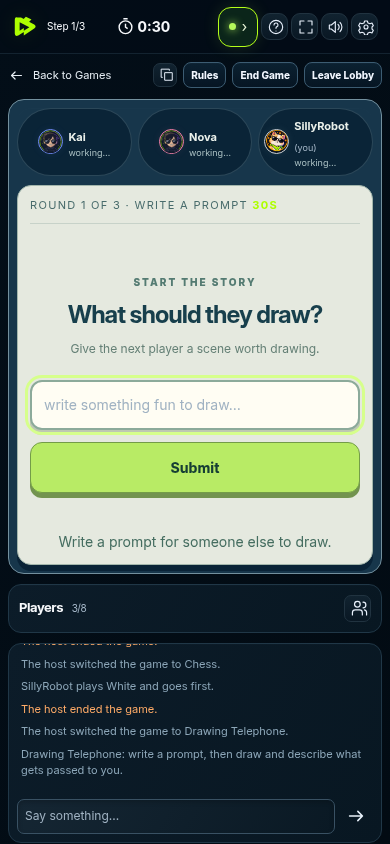 Step 1/3
0:30
Back to Games
Rules
End Game
Leave Lobby
Kai
working...
Nova
working...
SillyRobot
(you)
working...
ROUND 1 OF 3 · WRITE A PROMPT 30S
START THE STORY
What should they draw?
Give the next player a scene worth drawing.
write something fun to draw...
Submit
Write a prompt for someone else to draw.
Players 3/8
The host ended the game.
The host switched the game to Chess.
SillyRobot plays White and goes first.
The host ended the game.
The host switched the game to Drawing Telephone.
Drawing Telephone: write a prompt, then draw and describe what
gets passed to you.
Say something...